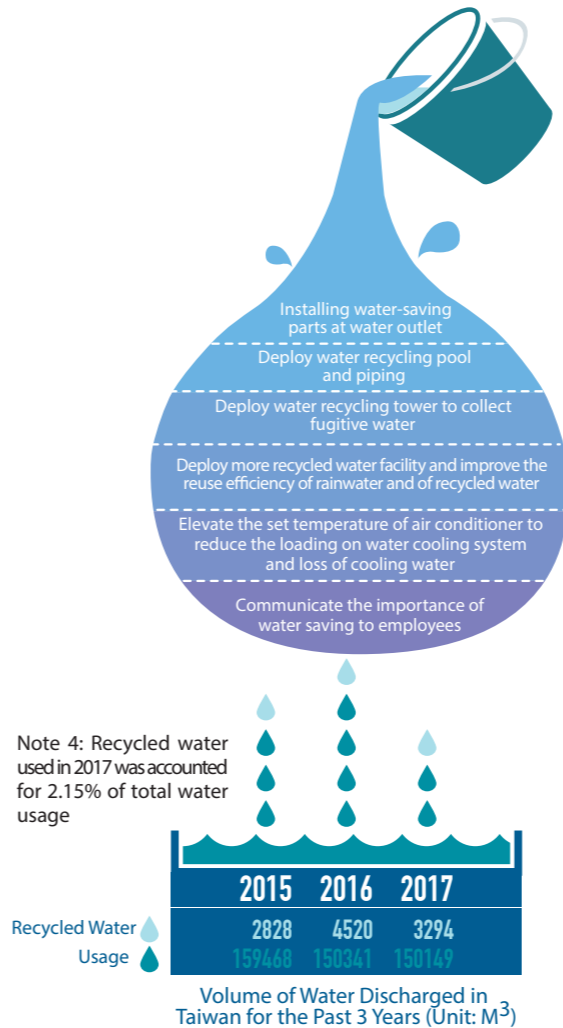 Installing water-saving
parts at water outlet
Deploy water recycling pool
and piping
Deploy water recycling tower to collect
fugitive water
Deploy more recycled water facility and improve the
reuse efficiency of rainwater and of recycled water
Elevate the set temperature of air conditioner to
reduce the loading on water cooling system
and loss of cooling water
Communicate the importance of
water saving to employees
Note 4: Recycled water
used in 2017 was accounted
for 2.15% of total water
usage
2015 2016 2017
Recycled Water 2828 4520 3294
Usage 159468 150341 150149
Volume of Water Discharged in
Taiwan for the Past 3 Years (Unit: M³)